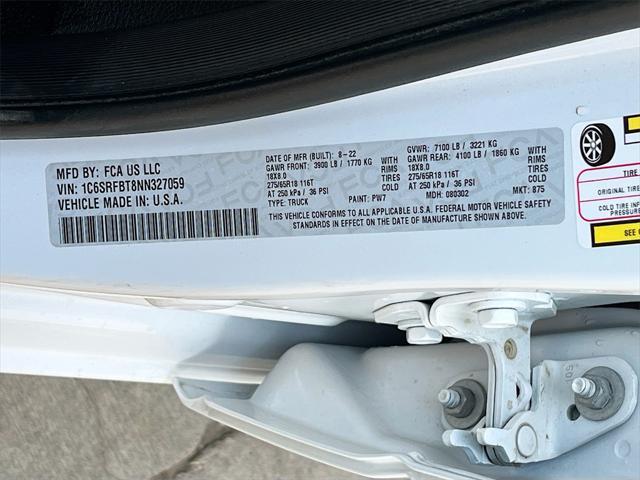 MFD BY: FCA US LLC
VIN: 1C6SRFBT8NN327059
VEHICLE MADE IN U.S.A.
DATE OF MFR (BUILT): 8-22
GAWR FRONT: 3900 LB / 1770 KG WITH
18X8.0 RIMS
275/65R18 116T TIRES
AT 250 kPa / 36 PSI COLD
TYPE: TRUCK PAINT: PW7
GVWR: 7100 LB / 3221 KG
GAWR REAR: 4100 LB / 1860 KG WITH
18X8.0 RIMS
275/65R18 116T TIRES
AT 250 kPa / 36 PSI COLD
MDH: 080302 MKT: 875
THIS VEHICLE CONFORMS TO ALL APPLICABLE U.S.A. FEDERAL MOTOR VEHICLE SAFETY
STANDARDS IN EFFECT ON THE DATE OF MANUFACTURE SHOWN ABOVE.
TIRE
COLD TIRE INF
PRESSURE
SEE